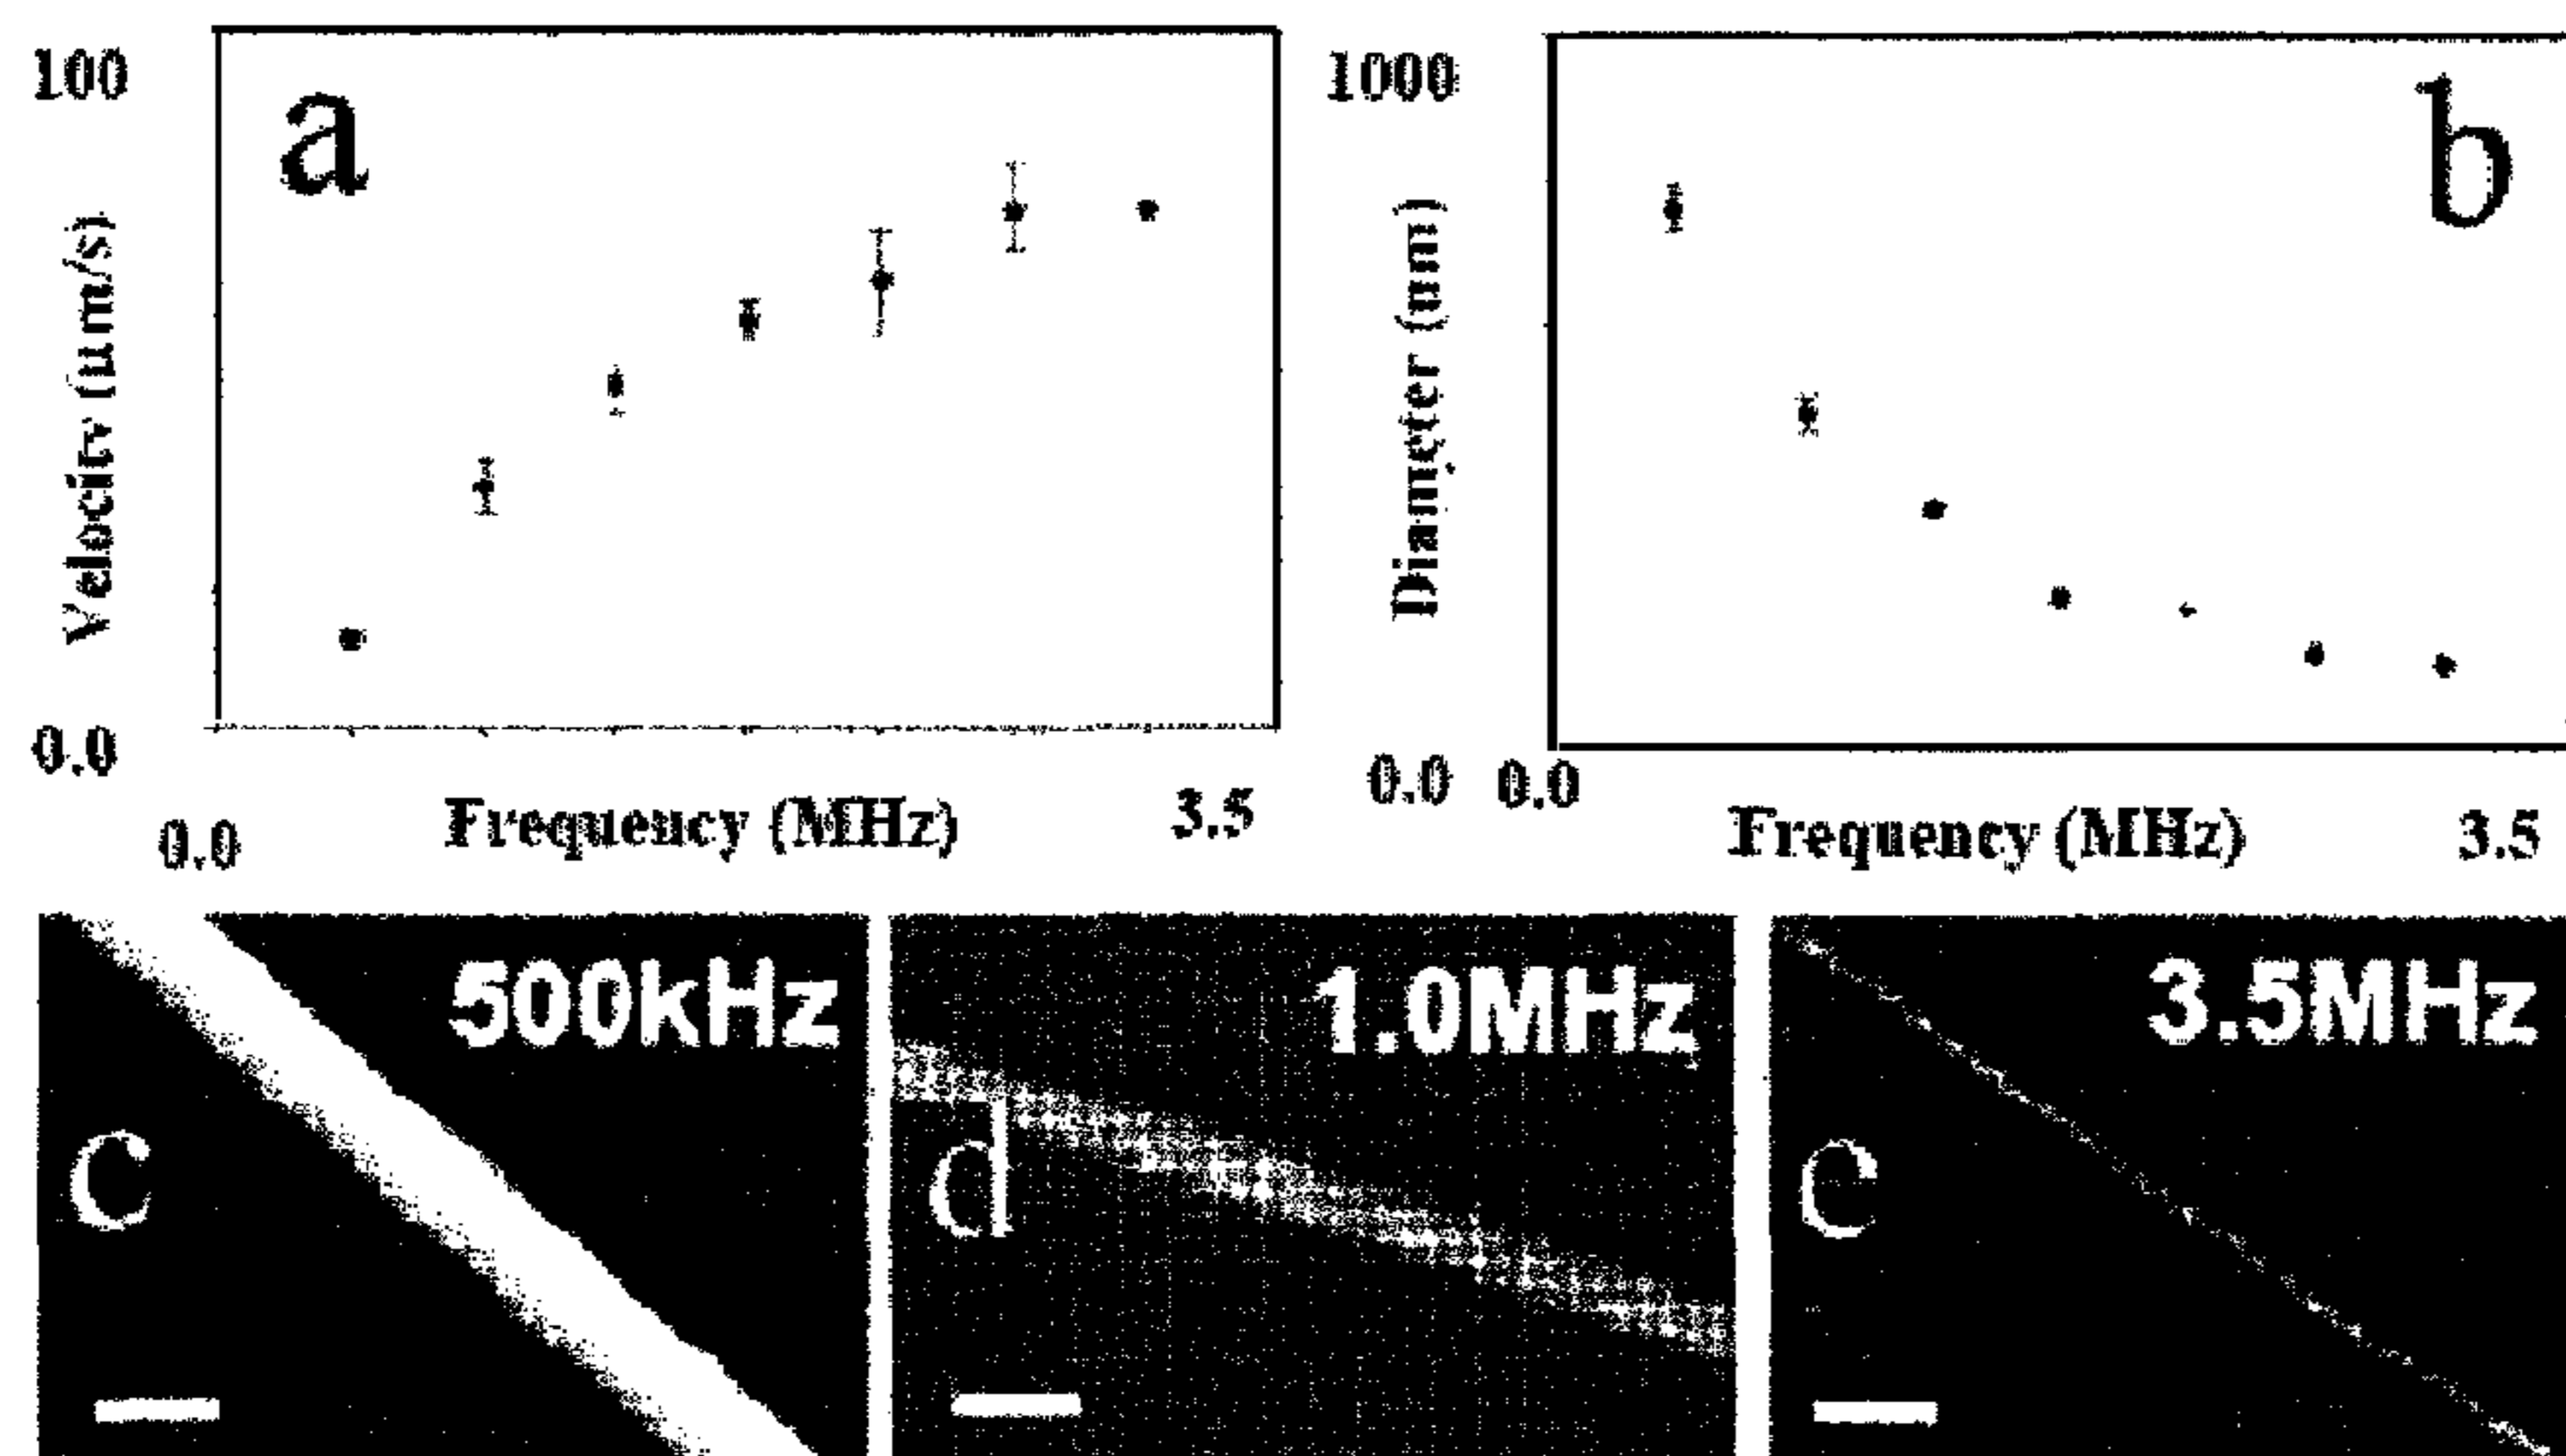 100
a
Velocity (um/s)
0.0
0.0
Frequency (MHz)
3.5
1000
b
Diameter (nm)
0.0
0.0
Frequency (MHz)
3.5
500kHz
c
1.0MHz
d
3.5MHz
e